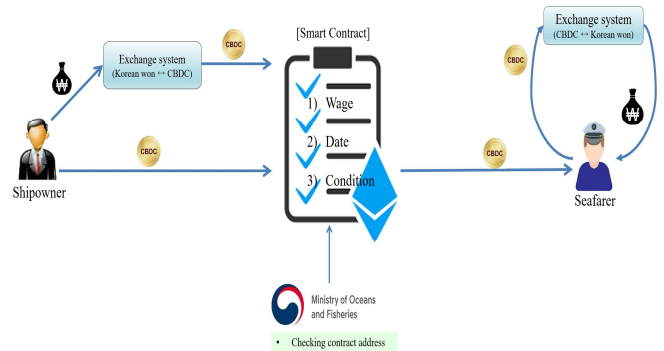 [Smart Contract]
Exchange system
(Korean won ↔ CBDC)
CBDC
₩
CBDC
Shipowner
1) Wage
2) Date
3) Condition
CBDC
Exchange system
(CBDC ↔ Korean won)
CBDC
₩
Seafarer
Ministry of Oceans
and Fisheries
• Checking contract address